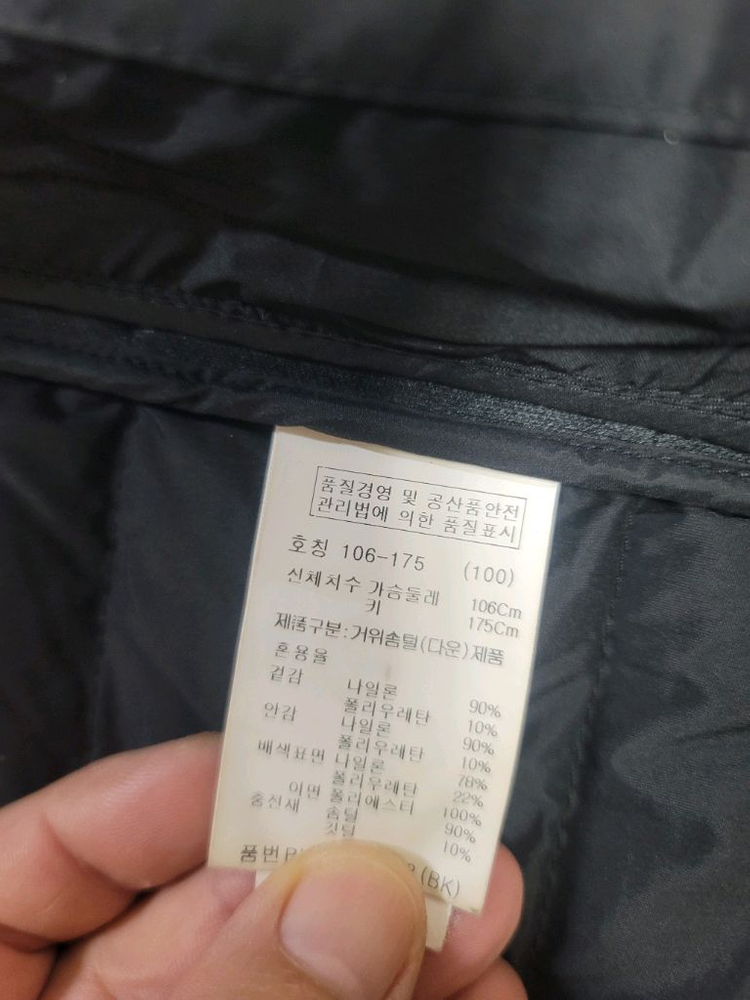 품질경영 및 공산품안전
관리법에 의한 품질표시
호칭 106-175 (100)
신체치수 가슴둘레 106Cm
키 175Cm
제품구분:거위솜털(다운)제품
혼용율
겉감 나일론 90%
폴리우레탄 10%
안감 나일론 90%
폴리우레탄 10%
배색표면 나일론 78%
폴리우레탄 22%
이면 폴리에스터 100%
충전재 솜털 90%
깃털 10%
품번 (BK)